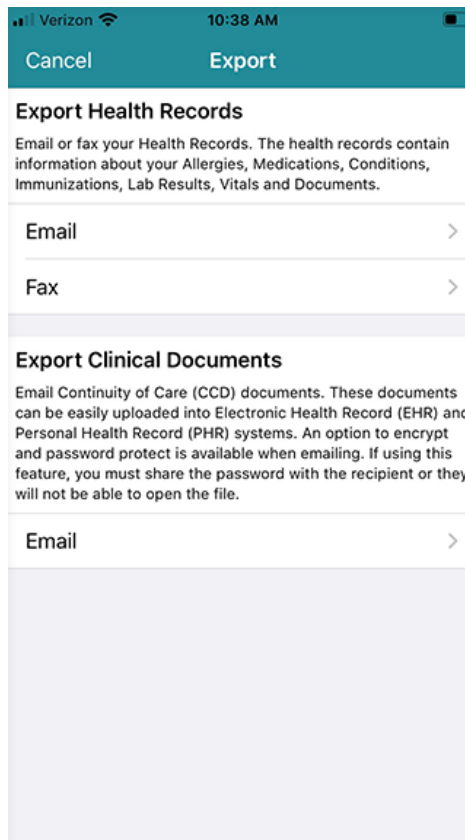 Verizon 10:38 AM
Cancel Export
Export Health Records
Email or fax your Health Records. The health records contain
information about your Allergies, Medications, Conditions,
Immunizations, Lab Results, Vitals and Documents.
Email
Fax
Export Clinical Documents
Email Continuity of Care (CCD) documents. These documents
can be easily uploaded into Electronic Health Record (EHR) and
Personal Health Record (PHR) systems. An option to encrypt
and password protect is available when emailing. If using this
feature, you must share the password with the recipient or they
will not be able to open the file.
Email